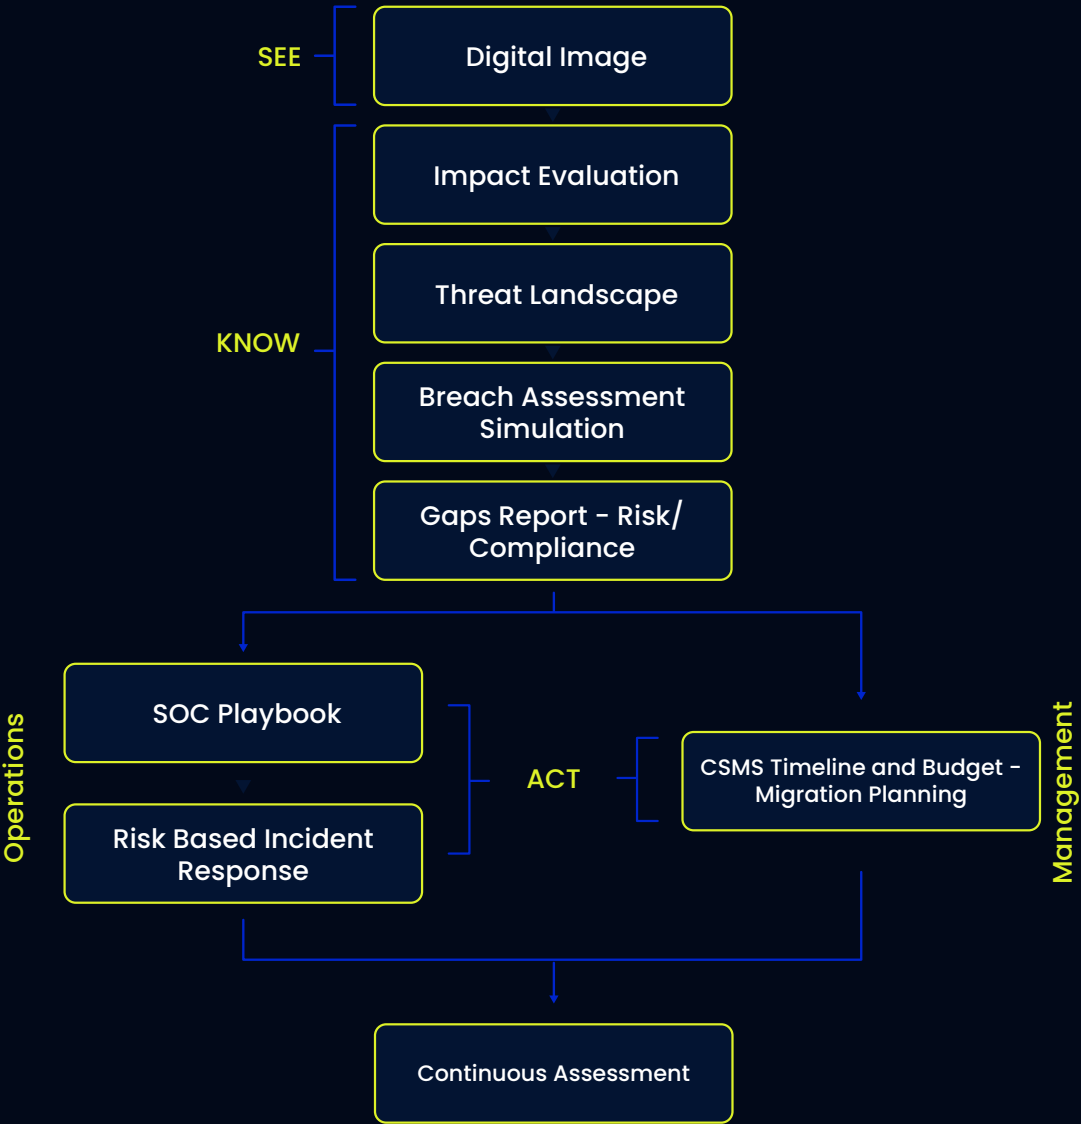 SEE
Digital Image
Impact Evaluation
Threat Landscape
KNOW
Breach Assessment
Simulation
Gaps Report - Risk/
Compliance
Operations
SOC Playbook
Risk Based Incident
Response
ACT
CSMS Timeline and Budget -
Migration Planning
Management
Continuous Assessment